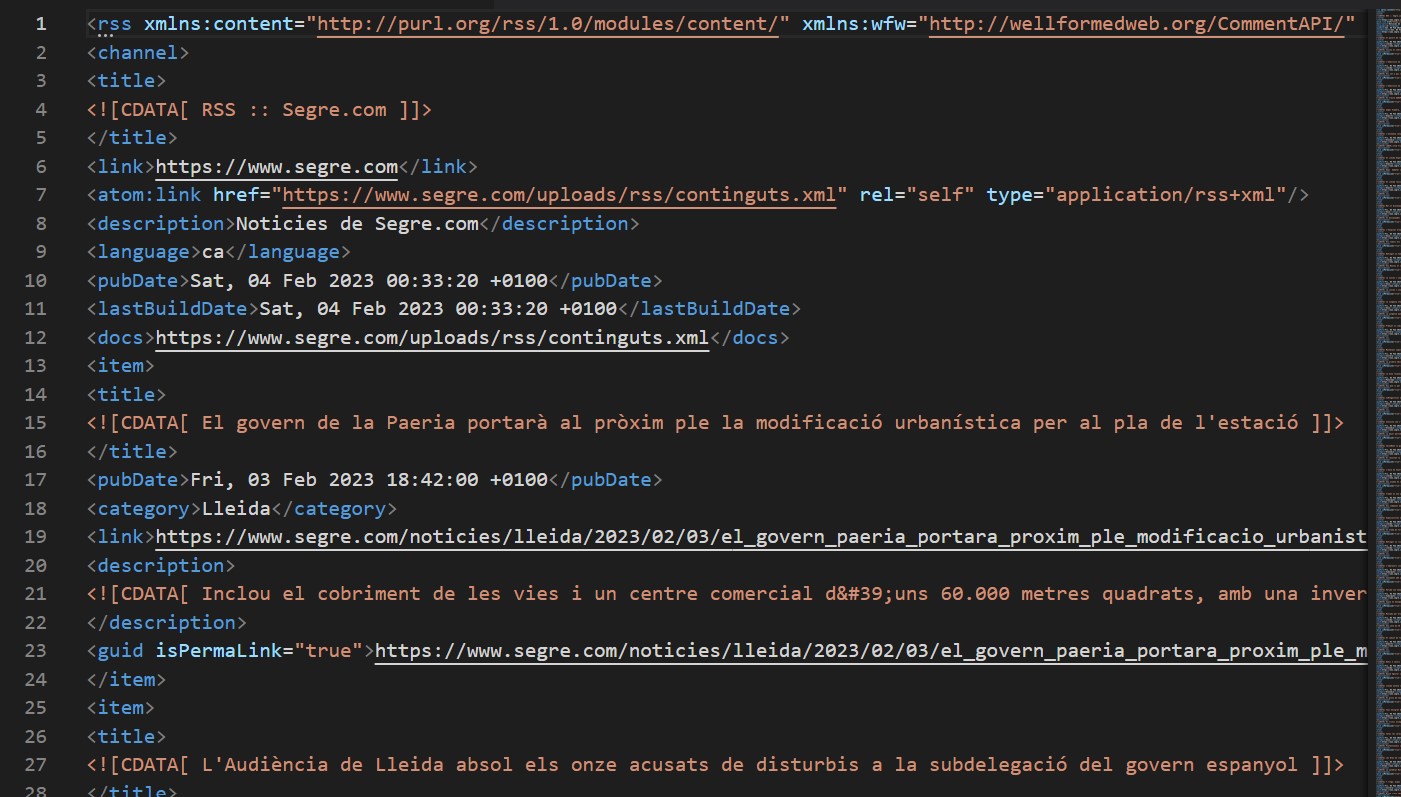 1 <rss xmlns:content="http://purl.org/rss/1.0/modules/content/" xmlns:wfw="http://wellformedweb.org/CommentAPI/"
2 <channel>
3 <title>
4 <![CDATA[ RSS :: Segre.com ]]>
5 </title>
6 <link>https://www.segre.com</link>
7 <atom:link href="https://www.segre.com/uploads/rss/continguts.xml" rel="self" type="application/rss+xml"/>
8 <description>Noticies de Segre.com</description>
9 <language>ca</language>
10 <pubDate>Sat, 04 Feb 2023 00:33:20 +0100</pubDate>
11 <lastBuildDate>Sat, 04 Feb 2023 00:33:20 +0100</lastBuildDate>
12 <docs>https://www.segre.com/uploads/rss/continguts.xml</docs>
13 <item>
14 <title>
15 <![CDATA[ El govern de la Paeria portarà al pròxim ple la modificació urbanística per al pla de l'estació ]]>
16 </title>
17 <pubDate>Fri, 03 Feb 2023 18:42:00 +0100</pubDate>
18 <category>Lleida</category>
19 <link>https://www.segre.com/noticies/lleida/2023/02/03/el_govern_paeria_portara_proxim_ple_modificacio_urbanist
20 <description>
21 <![CDATA[ Inclou el cobriment de les vies i un centre comercial d&#39;uns 60.000 metres quadrats, amb una inver
22 </description>
23 <guid isPermaLink="true">https://www.segre.com/noticies/lleida/2023/02/03/el_govern_paeria_portara_proxim_ple_m
24 </item>
25 <item>
26 <title>
27 <![CDATA[ L'Audiència de Lleida absol els onze acusats de disturbis a la subdelegació del govern espanyol ]]>
28 </title>